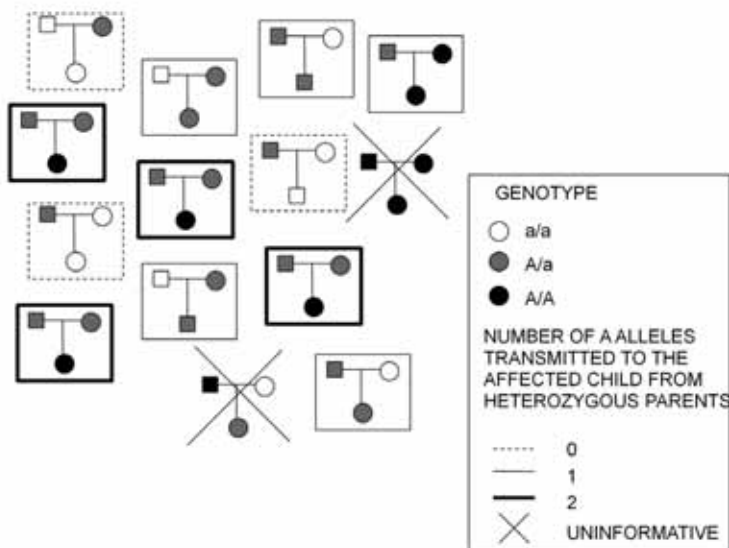 GENOTYPE
a/a
A/a
A/A
NUMBER OF A ALLELES
TRANSMITTED TO THE
AFFECTED CHILD FROM
HETEROZYGOUS PARENTS
0
1
2
UNINFORMATIVE